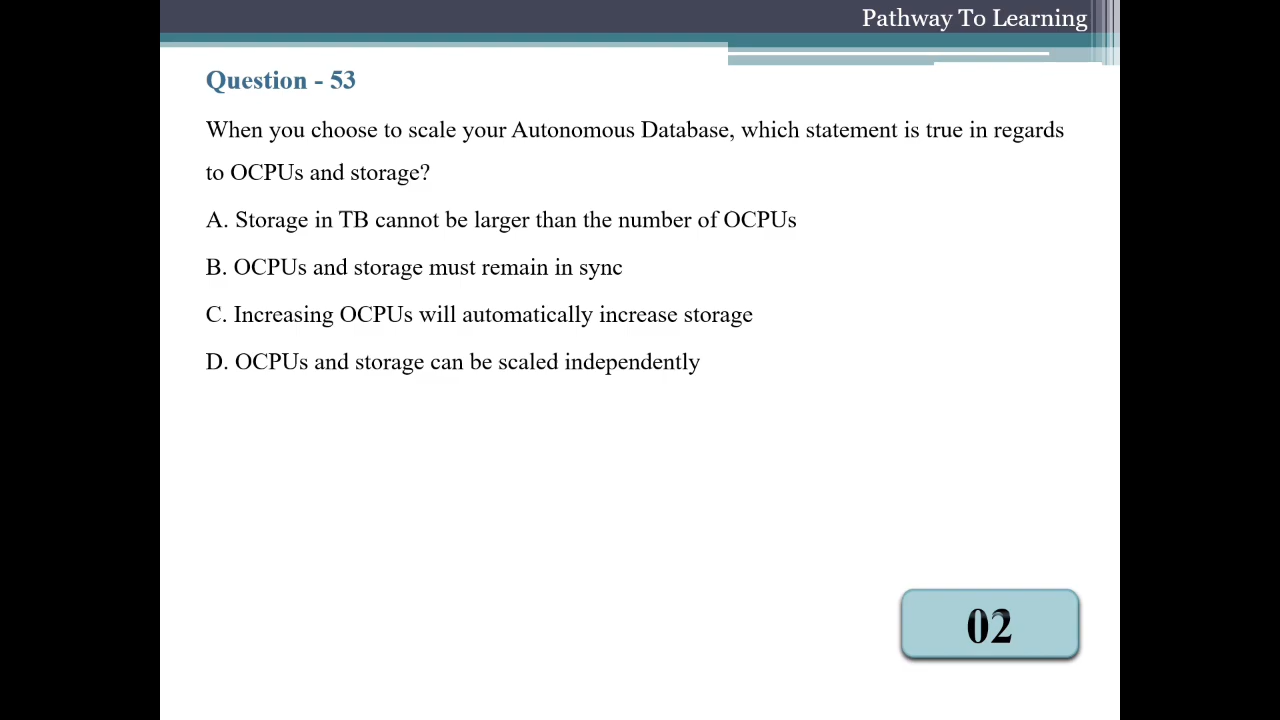 Pathway To Learning
Question - 53
When you choose to scale your Autonomous Database, which statement is true in regards
to OCPUs and storage?
A. Storage in TB cannot be larger than the number of OCPUs
B. OCPUs and storage must remain in sync
C. Increasing OCPUs will automatically increase storage
D. OCPUs and storage can be scaled independently
02